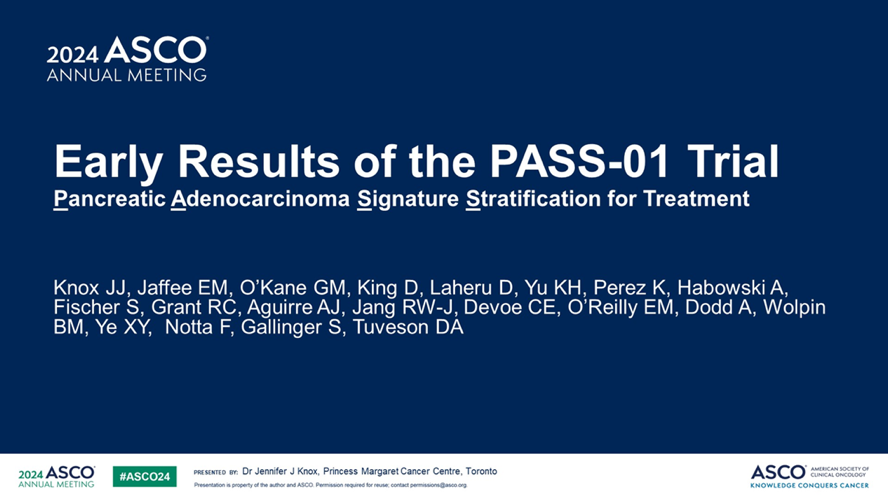 2024 ASCO®
ANNUAL MEETING
Early Results of the PASS-01 Trial
Pancreatic Adenocarcinoma Signature Stratification for Treatment
Knox JJ, Jaffee EM, O'Kane GM, King D, Laheru D, Yu KH, Perez K, Habowski A,
Fischer S, Grant RC, Aguirre AJ, Jang RW-J, Devoe CE, O'Reilly EM, Dodd A, Wolpin
BM, Ye XY, Notta F, Gallinger S, Tuveson DA
2024 ASCO®
ANNUAL MEETING
#ASCO24
PRESENTED BY: Dr Jennifer J Knox, Princess Margaret Cancer Centre, Toronto
Presentation is property of the author and ASCO. Permission required for reuse; contact permissions@asco.org.
ASCO® AMERICAN SOCIETY OF
CLINICAL ONCOLOGY
KNOWLEDGE CONQUERS CANCER